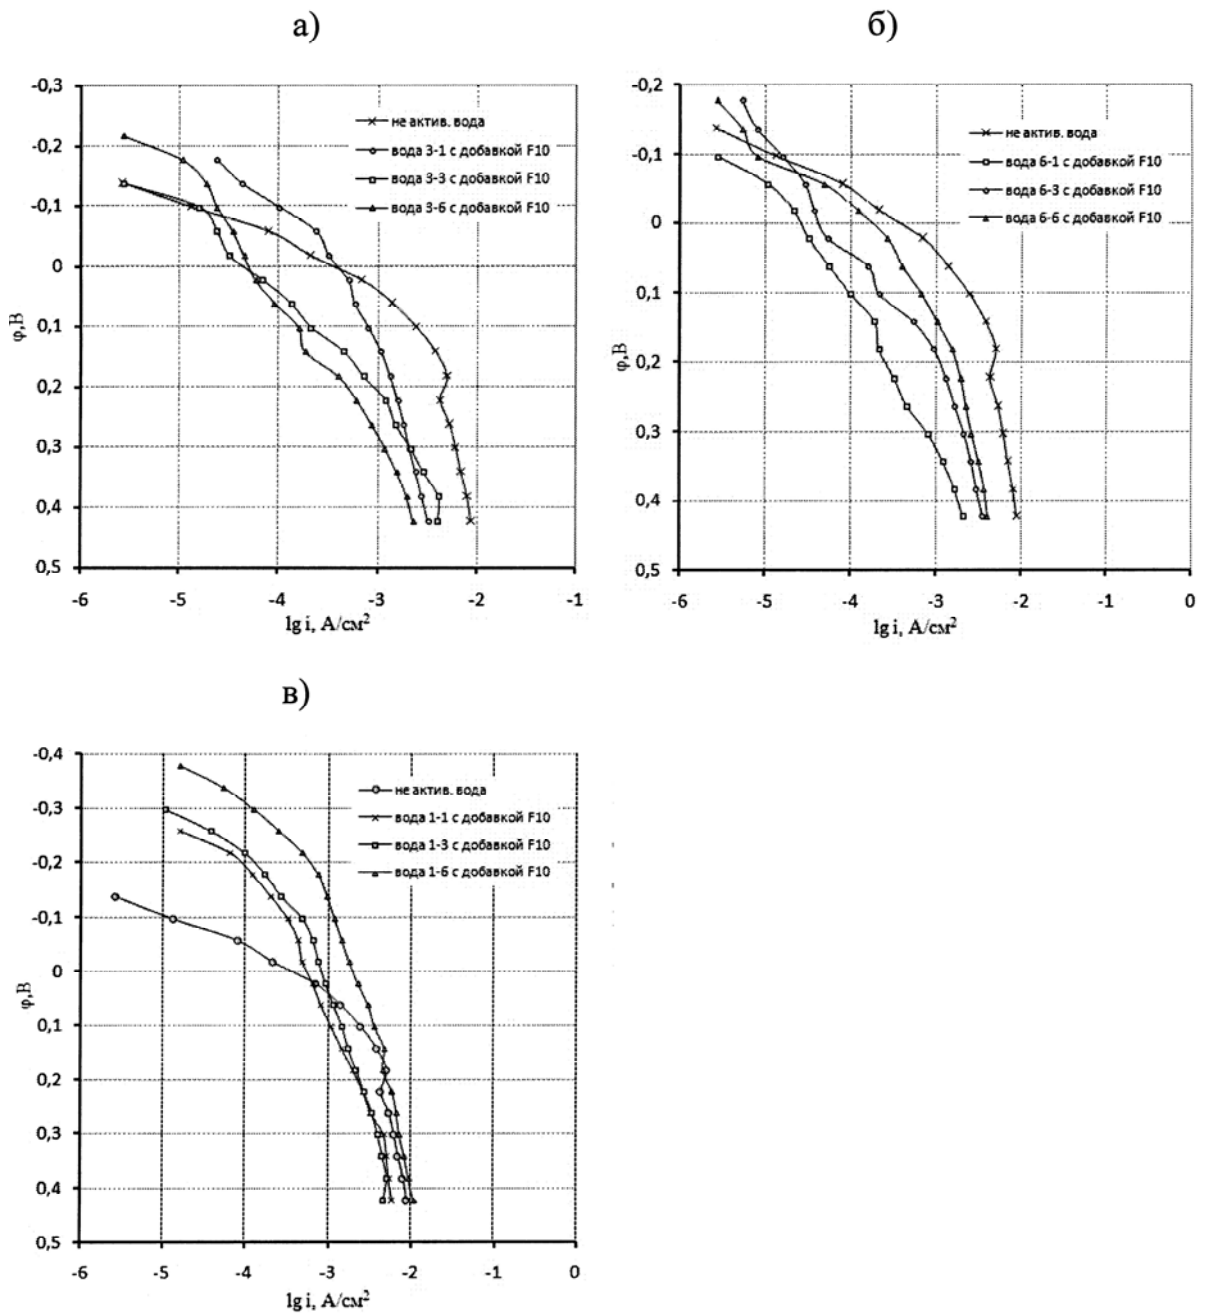 а)
-0,3
-0,2
-0,1
0
0,1
0,2
0,3
0,4
0,5
φ,В
не актив. вода
вода 3-1 с добавкой F10
вода 3-3 с добавкой F10
вода 3-6 с добавкой F10
-6 -5 -4 -3 -2 -1
lg i, А/см²
б)
-0,2
-0,1
0
0,1
0,2
0,3
0,4
0,5
φ,В
не актив. вода
вода 6-1 с добавкой F10
вода 6-3 с добавкой F10
вода 6-6 с добавкой F10
-6 -5 -4 -3 -2 -1 0
lg i, А/см²
в)
-0,4
-0,3
-0,2
-0,1
0
0,1
0,2
0,3
0,4
0,5
φ,В
не актив. вода
вода 1-1 с добавкой F10
вода 1-3 с добавкой F10
вода 1-6 с добавкой F10
-6 -5 -4 -3 -2 -1 0
lg i, А/см²